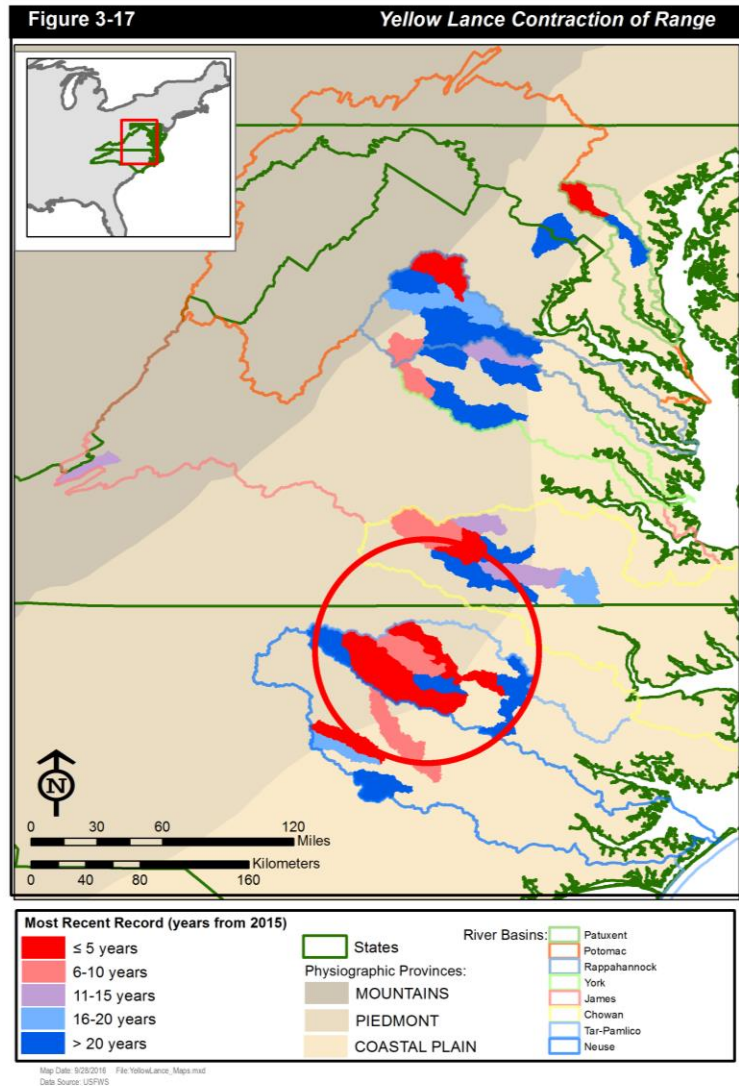 Figure 3-17 Yellow Lance Contraction of Range
N
0 30 60 120
Miles
Kilometers
0 40 80 160
Most Recent Record (years from 2015)
≤ 5 years
6-10 years
11-15 years
16-20 years
> 20 years
States
Physiographic Provinces:
MOUNTAINS
PIEDMONT
COASTAL PLAIN
River Basins:
Patuxent
Potomac
Rappahannock
York
James
Chowan
Tar-Pamlico
Neuse
Map Date: 9/28/2016 File:YellowLance_Maps.mxd
Data Source: USFWS